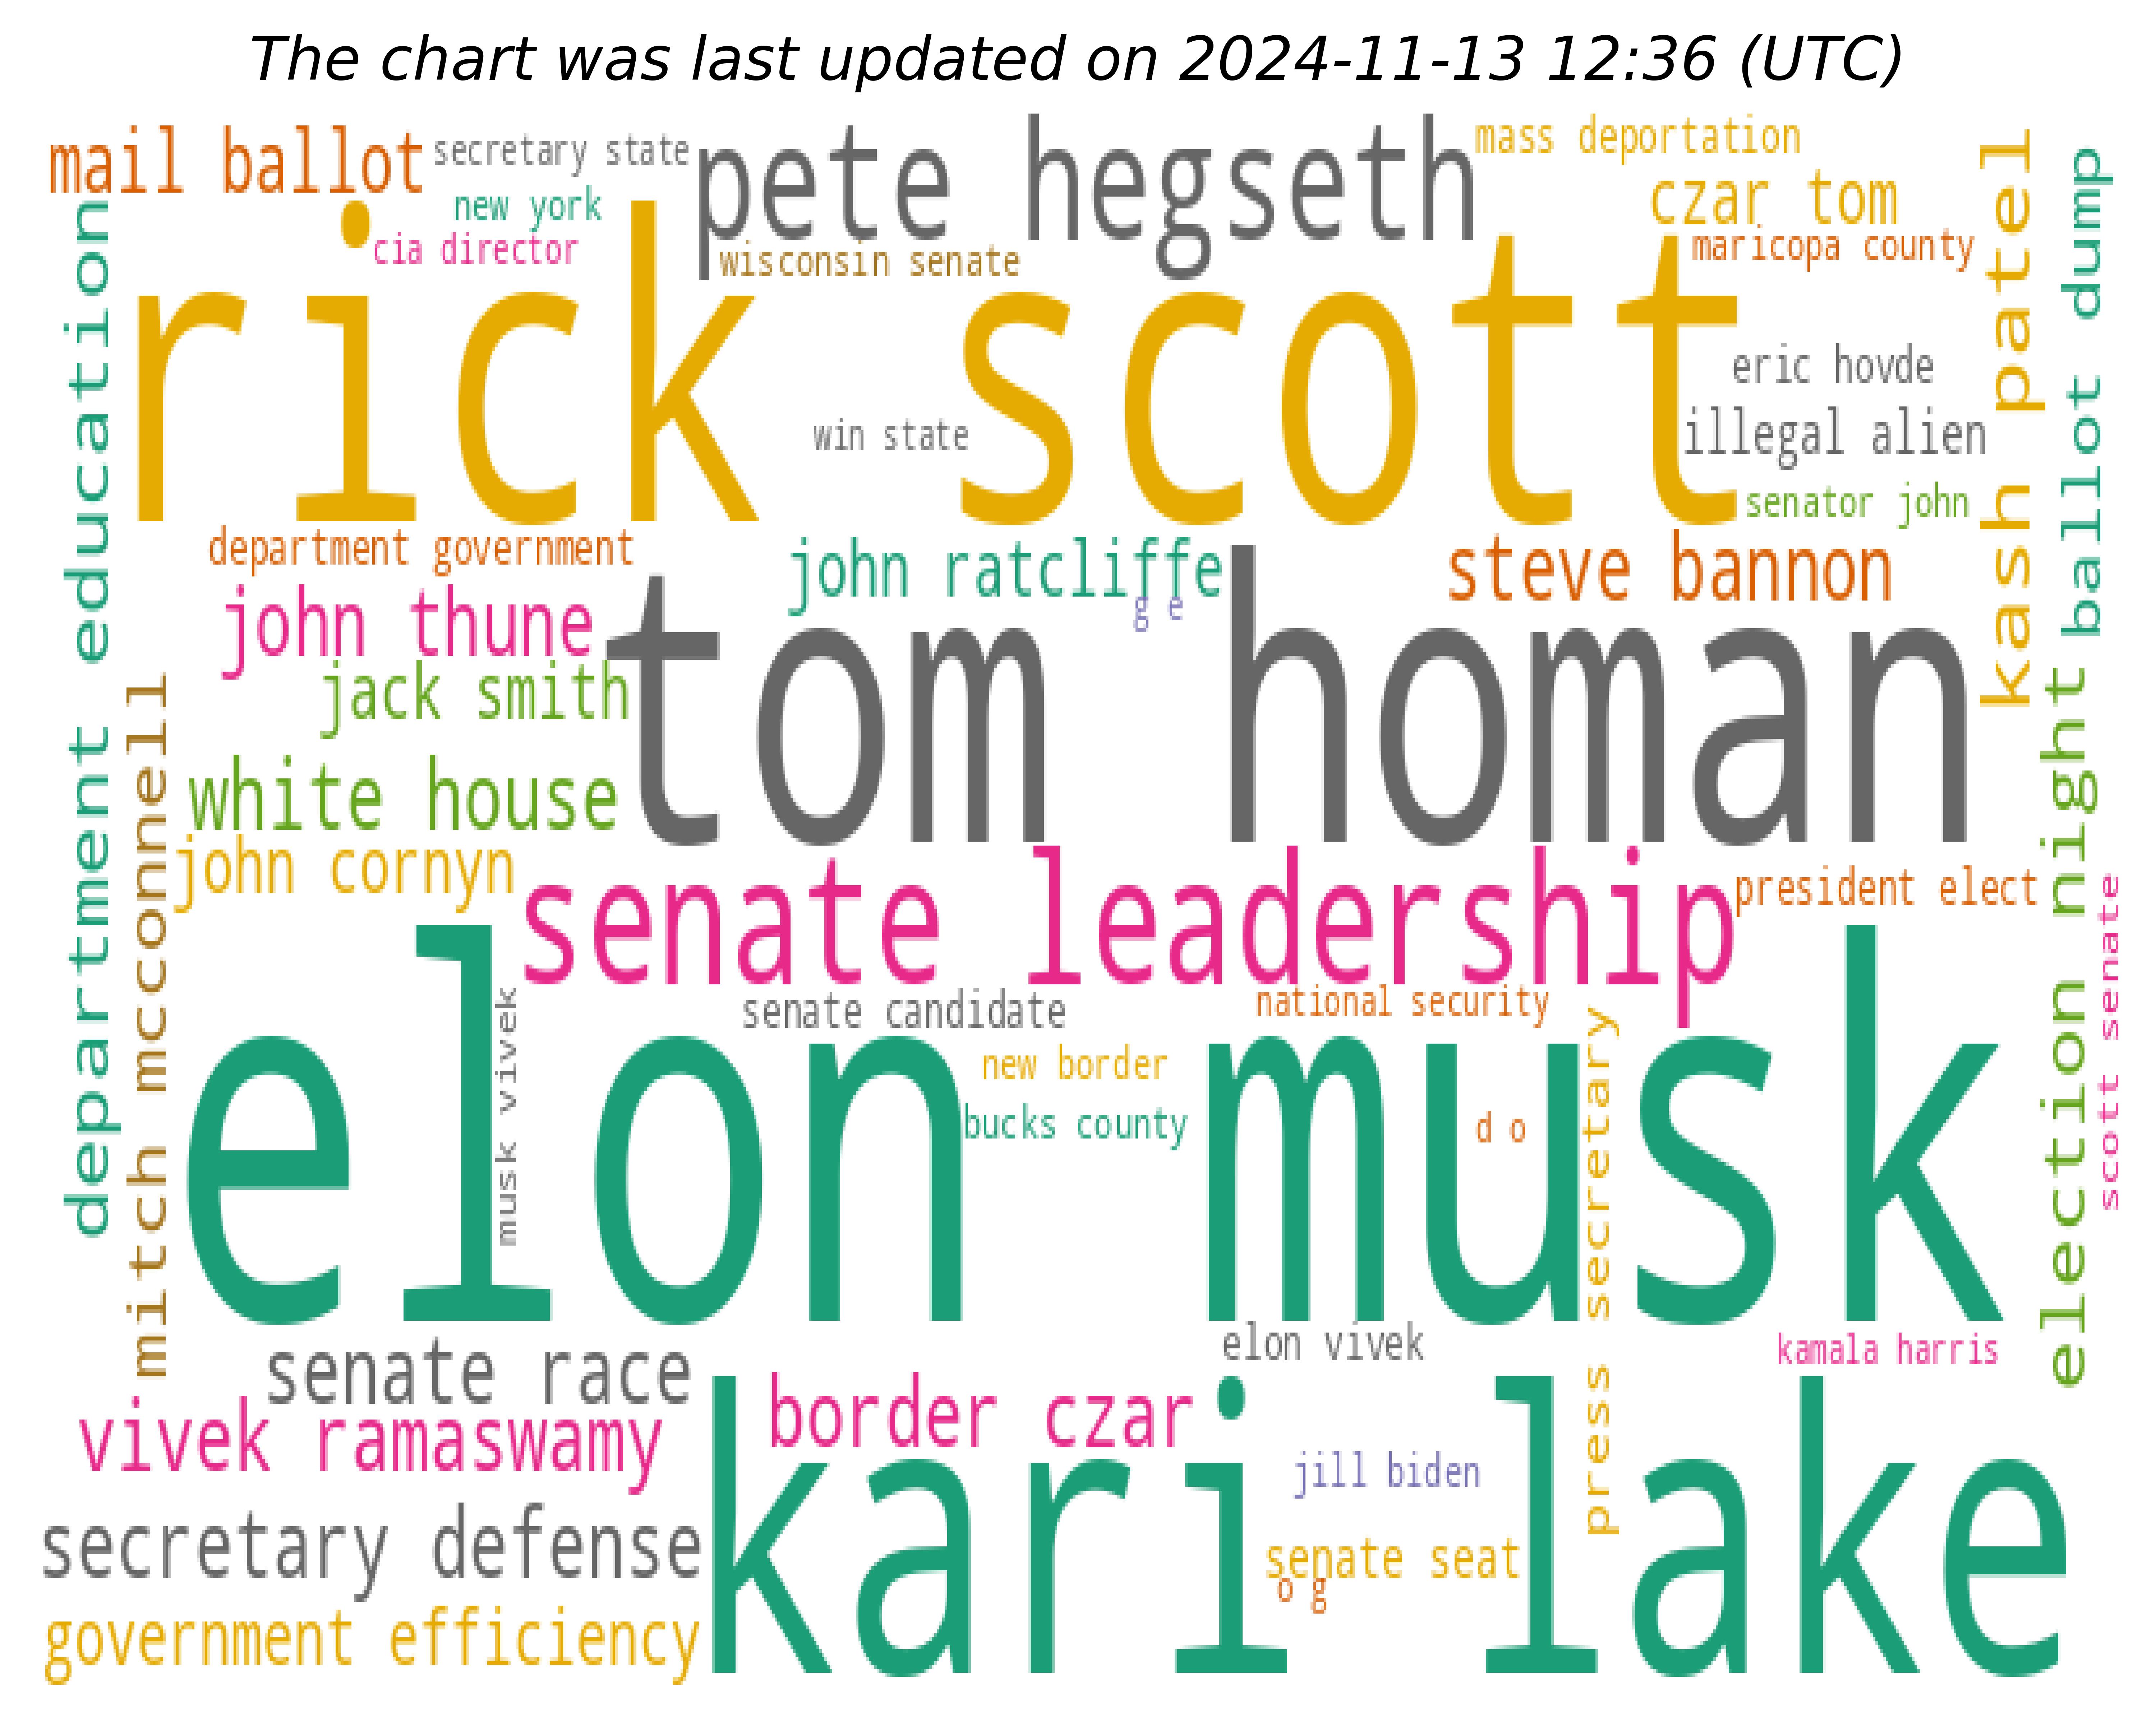 The chart was last updated on 2024-11-13 12:36 (UTC)
mail ballot
secretary state
pete hegseth
mass deportation
new york
czar tom
cia director
wisconsin senate
maricopa county
rick scott
eric hovde
win state
illegal alien
senator john
kash patel
ballot dump
department education
department government
john ratcliffe
steve bannon
g e
john thune
tom homan
jack smith
white house
john cornyn
senate leadership
president elect
mitch mcconnell
election night
scott senate
musk vivek
senate candidate
national security
new border
bucks county
d o
elon musk
press secretary
elon vivek
kamala harris
senate race
border czar
vivek ramaswamy
kari lake
jill biden
secretary defense
senate seat
o g
government efficiency